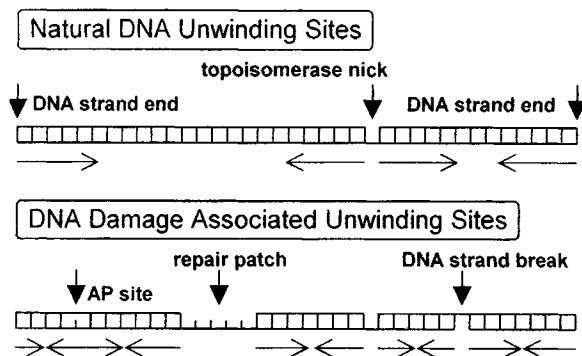 Natural DNA Unwinding Sites
topoisomerase nick
DNA strand end
DNA strand end
DNA Damage Associated Unwinding Sites
repair patch
DNA strand break
AP site